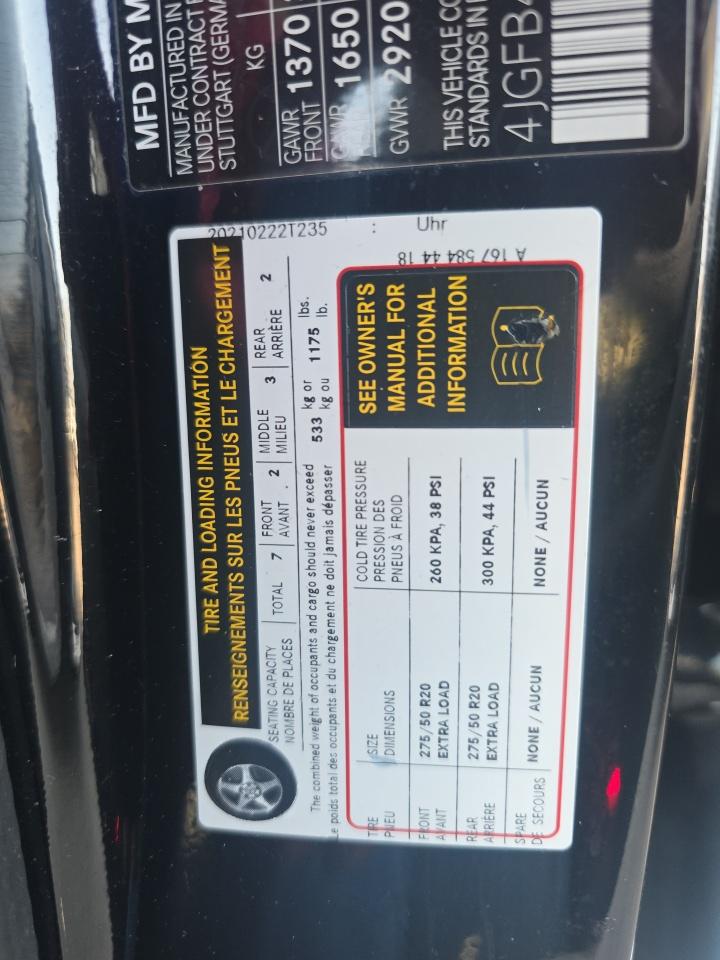 MFD BY M
MANUFACTURED IN
UNDER CONTRACT F
STUTTGART (GERMA
KG
GAWR
FRONT 1370
1650
GVWR 2920
THIS VEHICLE CO
STANDARDS IN
4JGFB4
20210222T235 : Uhr
A 167 584 44 18
TIRE AND LOADING INFORMATION
RENSEIGNEMENTS SUR LES PNEUS ET LE CHARGEMENT
SEATING CAPACITY
NOMBRE DE PLACES
TOTAL 7
FRONT
AVANT 2
MIDDLE
MILIEU 3
REAR
ARRIÈRE 2
The combined weight of occupants and cargo should never exceed 533 kg or 1175 lbs.
Le poids total des occupants et du chargement ne doit jamais dépasser kg ou lb.
TIRE
PNEU
SIZE
DIMENSIONS
COLD TIRE PRESSURE
PRESSION DES
PNEUS À FROID
FRONT
AVANT
275/50 R20
EXTRA LOAD
260 KPA, 38 PSI
REAR
ARRIÈRE
275/50 R20
EXTRA LOAD
300 KPA, 44 PSI
SPARE
DE SECOURS
NONE / AUCUN
NONE / AUCUN
SEE OWNER'S
MANUAL FOR
ADDITIONAL
INFORMATION